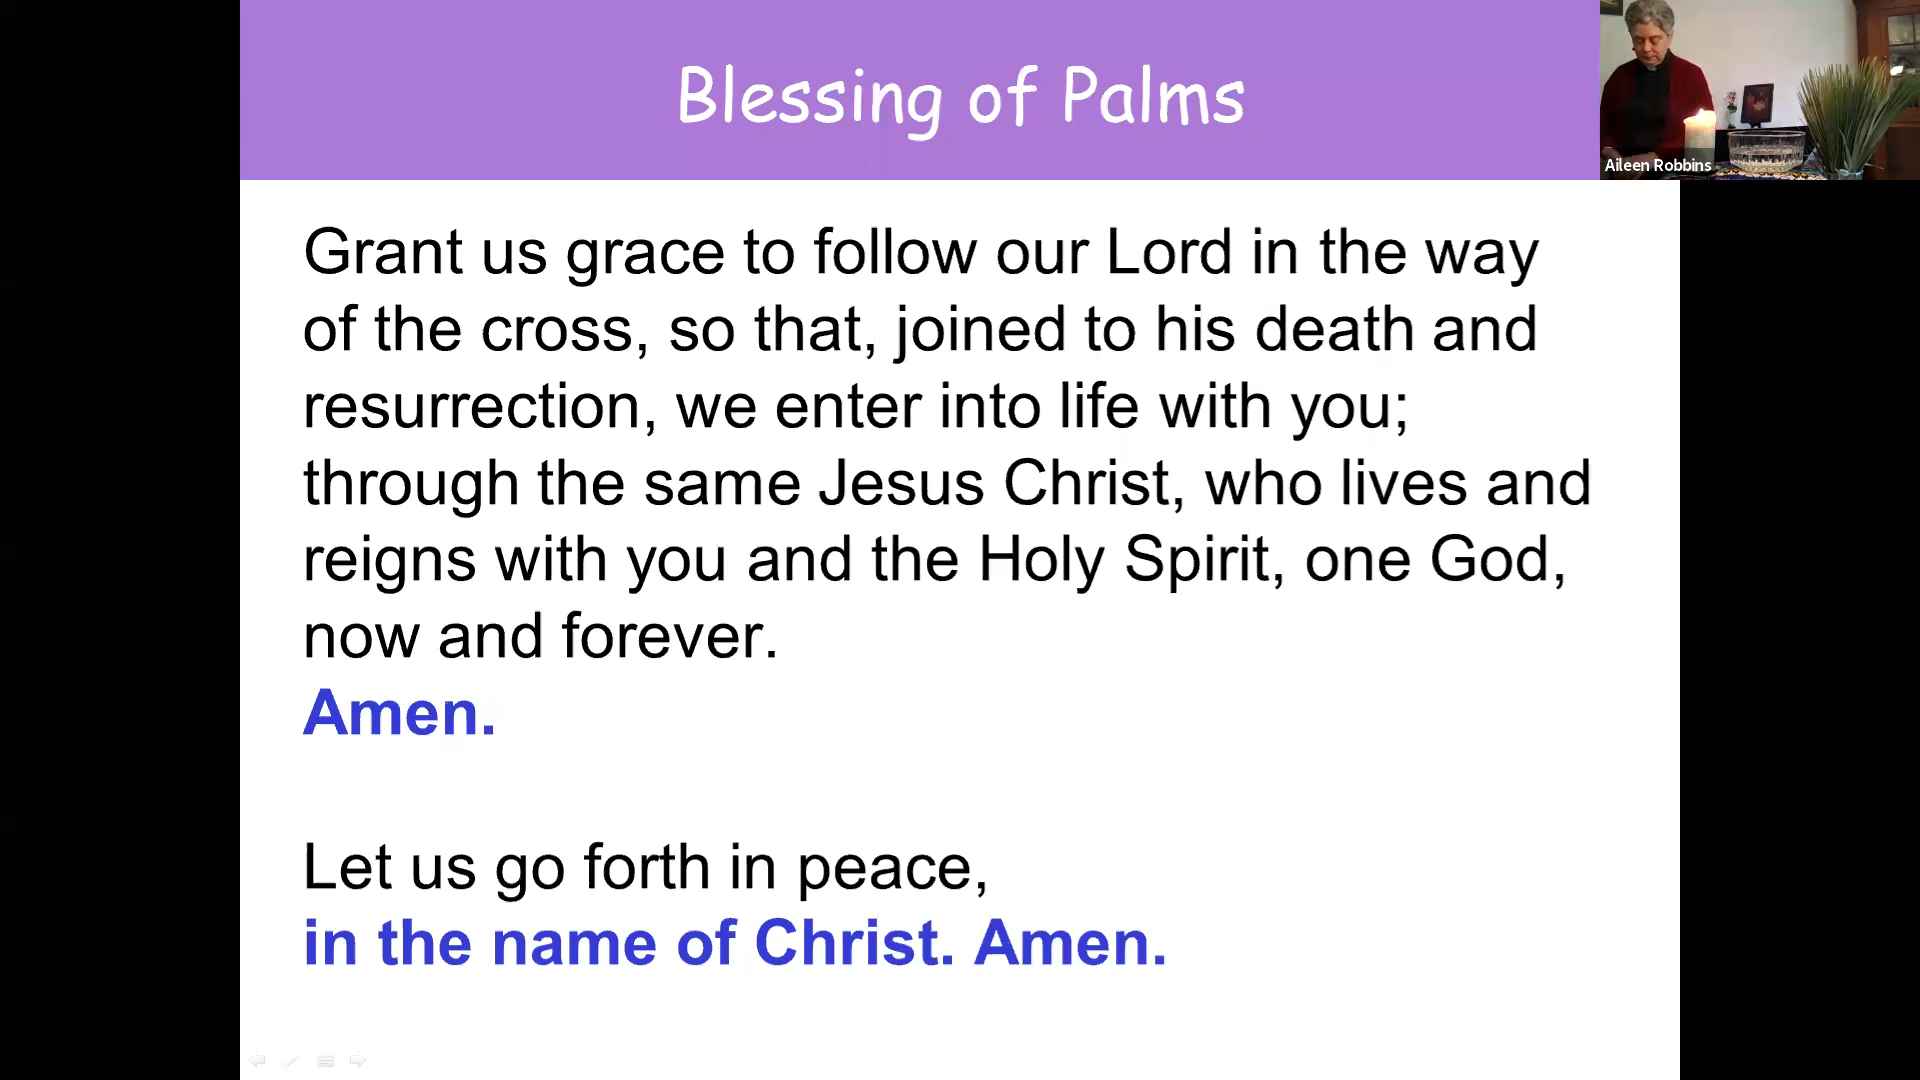 Blessing of Palms
Aileen Robbins
Grant us grace to follow our Lord in the way
of the cross, so that, joined to his death and
resurrection, we enter into life with you;
through the same Jesus Christ, who lives and
reigns with you and the Holy Spirit, one God,
now and forever.
Amen.
Let us go forth in peace,
in the name of Christ. Amen.